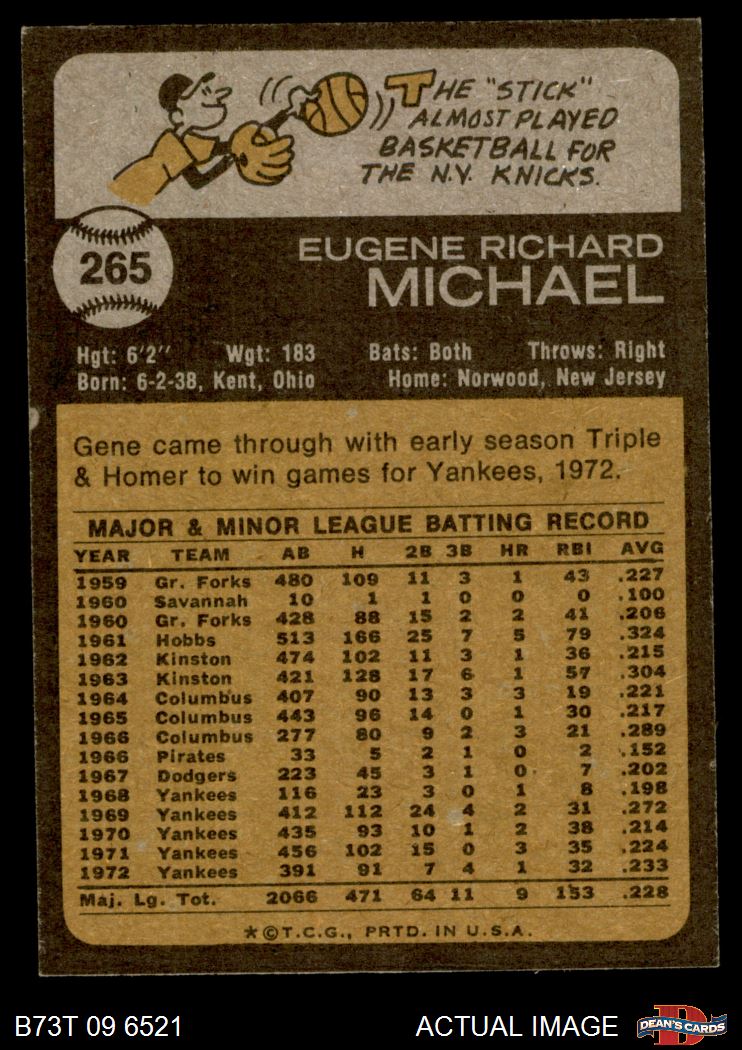 THE "STICK"
ALMOST PLAYED
BASKETBALL FOR
THE N.Y. KNICKS.
265
EUGENE RICHARD
MICHAEL
Hgt: 6'2" Wgt: 183 Bats: Both Throws: Right
Born: 6-2-38, Kent, Ohio Home: Norwood, New Jersey
Gene came through with early season Triple
& Homer to win games for Yankees, 1972.
MAJOR & MINOR LEAGUE BATTING RECORD
YEAR TEAM AB H 2B 3B HR RBI AVG
1959 Gr. Forks 480 109 11 3 1 43 .227
1960 Savannah 10 1 1 0 0 0 .100
1960 Gr. Forks 428 88 15 2 2 41 .206
1961 Hobbs 513 166 25 7 5 79 .324
1962 Kinston 474 102 11 3 1 36 .215
1963 Kinston 421 128 17 6 1 57 .304
1964 Columbus 407 90 13 3 3 19 .221
1965 Columbus 443 96 14 0 1 30 .217
1966 Columbus 277 80 9 2 3 21 .289
1966 Pirates 33 5 2 1 0 2 .152
1967 Dodgers 223 45 3 1 0 7 .202
1968 Yankees 116 23 3 0 1 8 .198
1969 Yankees 412 112 24 4 2 31 .272
1970 Yankees 435 93 10 1 2 38 .214
1971 Yankees 456 102 15 0 3 35 .224
1972 Yankees 391 91 7 4 1 32 .233
Maj. Lg. Tot. 2066 471 64 11 9 153 .228
*©T.C.G., PRTD. IN U.S.A.
B73T 09 6521 ACTUAL IMAGE DEAN'S CARDS